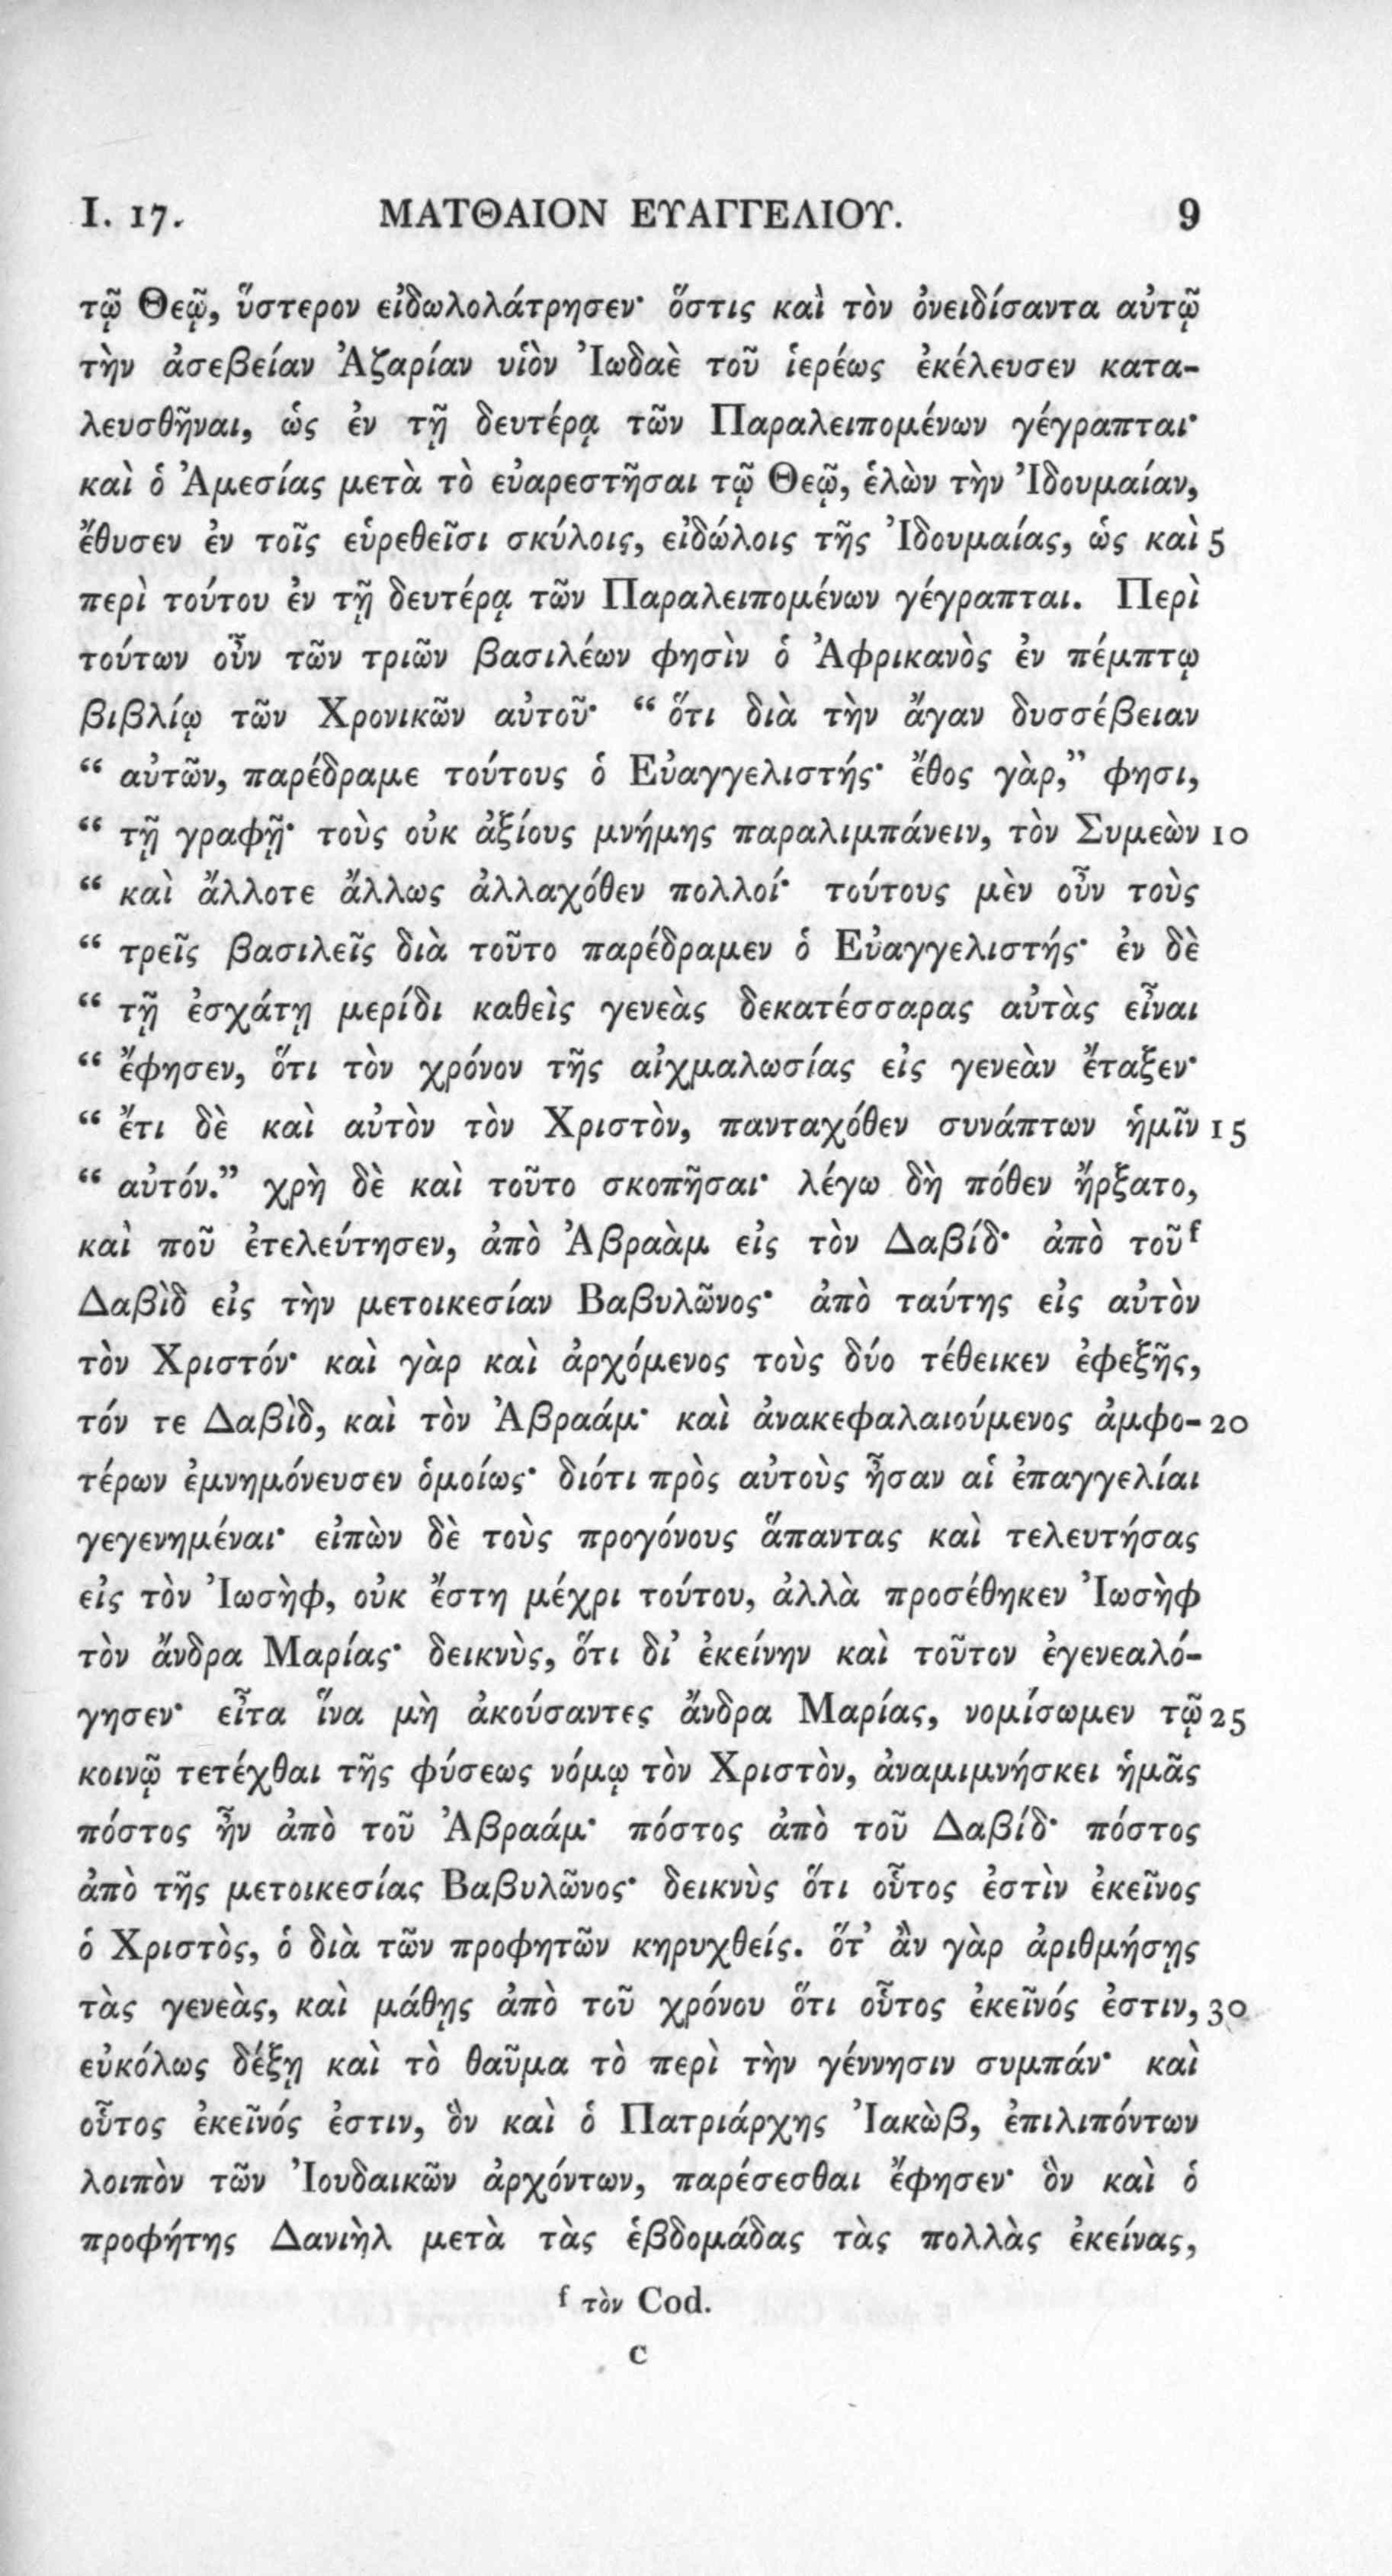 I. 17. ΜΑΤΘΑΙΟΝ ΕΥΑΓΓΕΛΙΟΥ. 9
τῷ Θεῷ, ὕστερον εἰδωλολάτρησεν· ὅστις καὶ τὸν ὀνειδίσαντα αὐτῷ
τὴν ἀσεβείαν Ἀζαρίαν υἱὸν Ἰωδαὲ τοῦ ἱερέως ἐκέλευσεν κατα-
λευσθῆναι, ὡς ἐν τῇ δευτέρᾳ τῶν Παραλειπομένων γέγραπται·
καὶ ὁ Ἀμεσίας μετὰ τὸ εὐαρεστῆσαι τῷ Θεῷ, ἑλὼν τὴν Ἰδουμαίαν,
ἔθυσεν ἐν τοῖς εὑρεθεῖσι σκύλοις, εἰδώλοις τῆς Ἰδουμαίας, ὡς καὶ 5
περὶ τούτου ἐν τῇ δευτέρᾳ τῶν Παραλειπομένων γέγραπται. Περὶ
τούτων οὖν τῶν τριῶν βασιλέων φησὶν ὁ Ἀφρικανὸς ἐν πέμπτῳ
βιβλίῳ τῶν Χρονικῶν αὐτοῦ· “ ὅτι διὰ τὴν ἄγαν δυσσέβειαν
“ αὐτῶν, παρέδραμε τούτους ὁ Εὐαγγελιστής· ἔθος γὰρ,” φησι,
“ τῇ γραφῇ· τοὺς οὐκ ἀξίους μνήμης παραλιμπάνειν, τὸν Συμεὼν 10
“ καὶ ἄλλοτε ἄλλως ἀλλαχόθεν πολλοί· τούτους μὲν οὖν τοὺς
“ τρεῖς βασιλεῖς διὰ τοῦτο παρέδραμεν ὁ Εὐαγγελιστής· ἐν δὲ
“ τῇ ἐσχάτῃ μερίδι καθεὶς γενεὰς δεκατέσσαρας αὐτὰς εἶναι
“ ἔφησεν, ὅτι τὸν χρόνον τῆς αἰχμαλωσίας εἰς γενεὰν ἔταξεν·
“ ἔτι δὲ καὶ αὐτὸν τὸν Χριστὸν, πανταχόθεν συνάπτων ἡμῖν 15
“ αὐτόν.” χρὴ δὲ καὶ τοῦτο σκοπῆσαι· λέγω δὴ πόθεν ἤρξατο,
καὶ ποῦ ἐτελεύτησεν, ἀπὸ Ἀβραὰμ εἰς τὸν Δαβίδ· ἀπὸ τοῦ f
Δαβὶδ εἰς τὴν μετοικεσίαν Βαβυλῶνος· ἀπὸ ταύτης εἰς αὐτὸν
τὸν Χριστόν· καὶ γὰρ καὶ ἀρχόμενος τοὺς δύο τέθεικεν ἐφεξῆς,
τόν τε Δαβὶδ, καὶ τὸν Ἀβραάμ· καὶ ἀνακεφαλαιούμενος ἀμφο- 20
τέρων ἐμνημόνευσεν ὁμοίως· διότι πρὸς αὐτοὺς ἦσαν αἱ ἐπαγγελίαι
γεγενημέναι· εἰπὼν δὲ τοὺς προγόνους ἅπαντας καὶ τελευτήσας
εἰς τὸν Ἰωσὴφ, οὐκ ἔστη μέχρι τούτου, ἀλλὰ προσέθηκεν Ἰωσὴφ
τὸν ἄνδρα Μαρίας· δεικνὺς, ὅτι δι’ ἐκείνην καὶ τοῦτον ἐγενεαλό-
γησεν· εἶτα ἵνα μὴ ἀκούσαντες ἄνδρα Μαρίας, νομίσωμεν τῷ 25
κοινῷ τετέχθαι τῆς φύσεως νόμῳ τὸν Χριστὸν, ἀναμιμνήσκει ἡμᾶς
πόστος ἦν ἀπὸ τοῦ Ἀβραάμ· πόστος ἀπὸ τοῦ Δαβίδ· πόστος
ἀπὸ τῆς μετοικεσίας Βαβυλῶνος· δεικνὺς ὅτι οὗτος ἐστὶν ἐκεῖνος
ὁ Χριστὸς, ὁ διὰ τῶν προφητῶν κηρυχθείς. ὅτ’ ἂν γὰρ ἀριθμήσῃς
τὰς γενεὰς, καὶ μάθῃς ἀπὸ τοῦ χρόνου ὅτι οὗτος ἐκεῖνός ἐστιν, 30
εὐκόλως δέξῃ καὶ τὸ θαῦμα τὸ περὶ τὴν γέννησιν συμπάν· καὶ
οὗτος ἐκεῖνός ἐστιν, ὃν καὶ ὁ Πατριάρχης Ἰακὼβ, ἐπιλιπόντων
λοιπὸν τῶν Ἰουδαικῶν ἀρχόντων, παρέσεσθαι ἔφησεν· ὃν καὶ ὁ
προφήτης Δανιὴλ μετὰ τὰς ἑβδομάδας τὰς πολλὰς ἐκείνας,
f τὸν Cod.
C